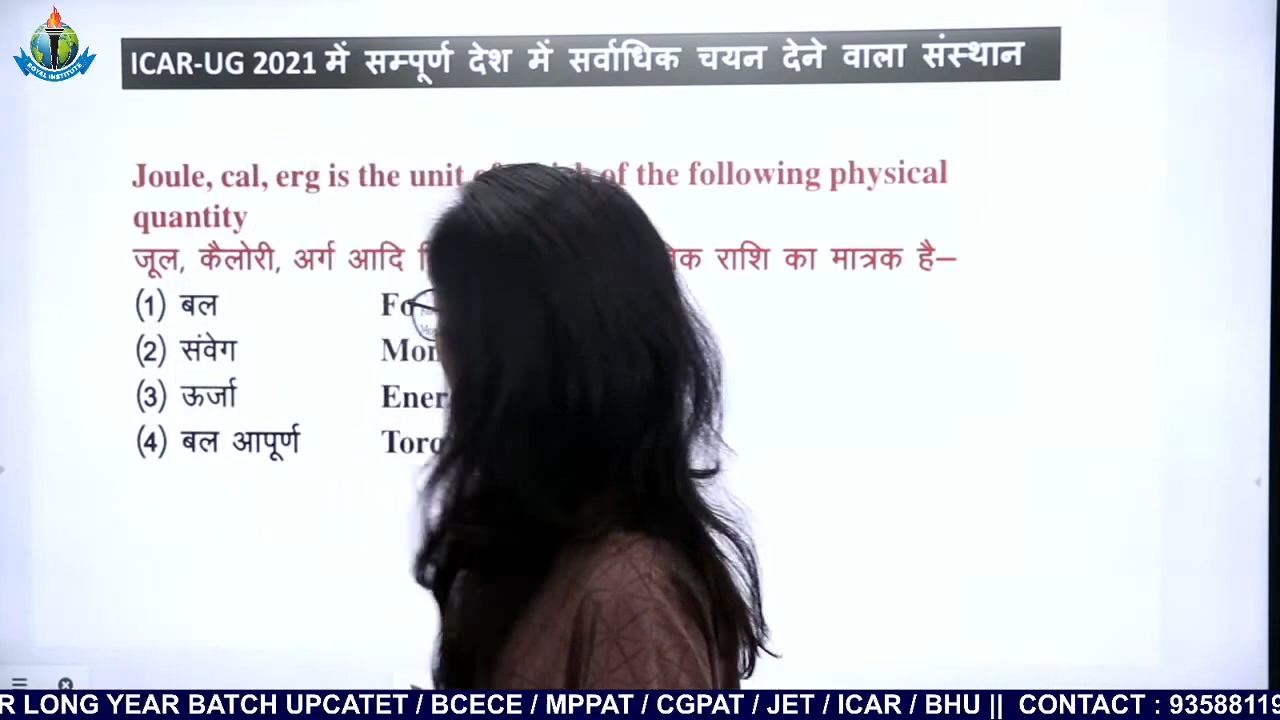 ROYAL INSTITUTE
ICAR-UG 2021 में सम्पूर्ण देश में सर्वाधिक चयन देने वाला संस्थान
Joule, cal, erg is the unit of the following physical
quantity
जूल, कैलोरी, अर्ग आदि राशि का मात्रक है–
(1) बल
(2) संवेग
(3) ऊर्जा
(4) बल आपूर्ण
R LONG YEAR BATCH UPCATET / BCECE / MPPAT / CGPAT / JET / ICAR / BHU || CONTACT : 93588119